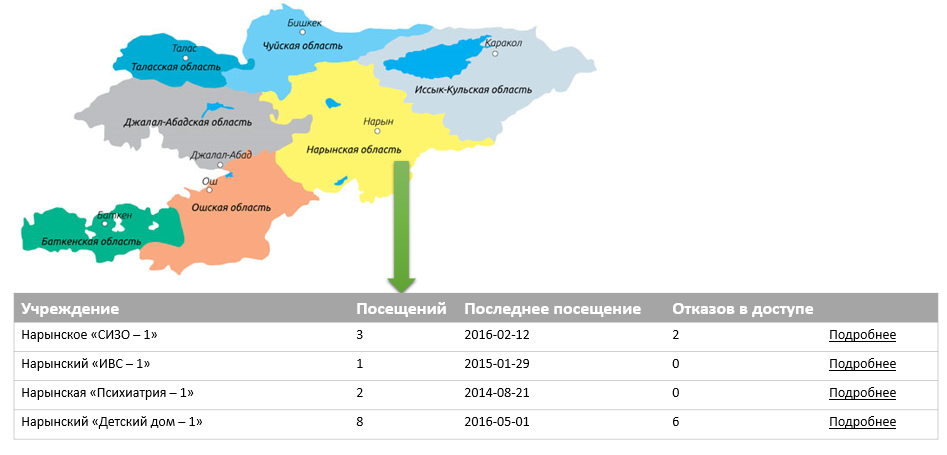 Бишкек
Чуйская область
Талас
Таласская область
Каракол
Иссык-Кульская область
Джалал-Абадская область
Нарын
Нарынская область
Джалал-Абад
Ош
Ошская область
Баткен
Баткенская область
Учреждение Посещений Последнее посещение Отказов в доступе
Нарынское «СИЗО – 1» 3 2016-02-12 2 Подробнее
Нарынский «ИВС – 1» 1 2015-01-29 0 Подробнее
Нарынская «Психиатрия – 1» 2 2014-08-21 0 Подробнее
Нарынский «Детский дом – 1» 8 2016-05-01 6 Подробнее